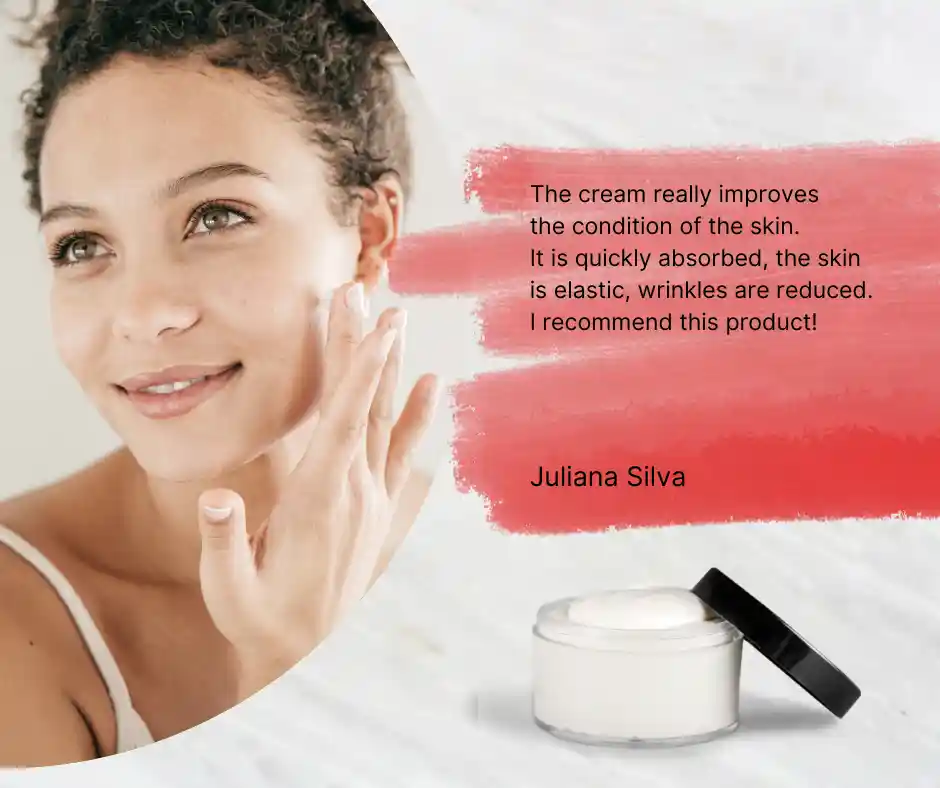 The cream really improves
the condition of the skin.
It is quickly absorbed, the skin
is elastic, wrinkles are reduced.
I recommend this product!
Juliana Silva